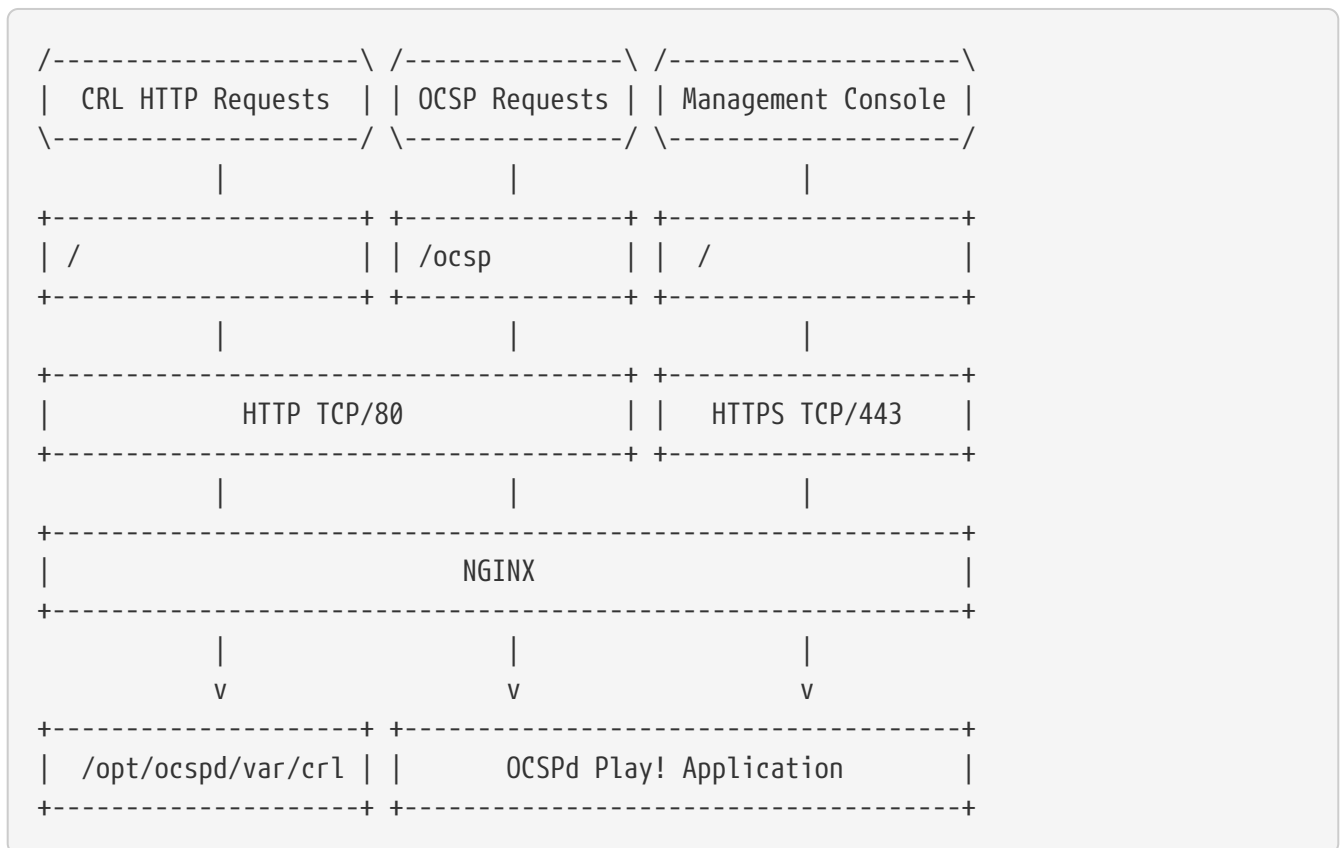 /---------------------\ /---------------\ /--------------------\
|  CRL HTTP Requests  | | OCSP Requests | | Management Console |
\---------------------/ \---------------/ \--------------------/
            |                   |                   |
+---------------------+ +---------------+ +--------------------+
| /                   | | /ocsp         | |  /                 |
+---------------------+ +---------------+ +--------------------+
            |                   |                   |
+---------------------------------------+ +--------------------+
|             HTTP TCP/80               | |   HTTPS TCP/443    |
+---------------------------------------+ +--------------------+
            |                   |                   |
+--------------------------------------------------------------+
|                            NGINX                             |
+--------------------------------------------------------------+
            |                   |                   |
            v                   v                   v
+---------------------+ +--------------------------------------+
|  /opt/ocspd/var/crl | |       OCSPd Play! Application        |
+---------------------+ +--------------------------------------+